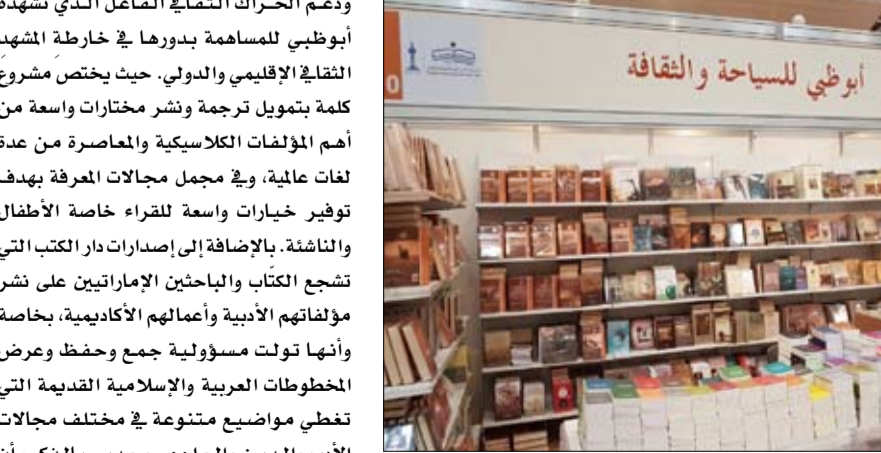 ودعم الحراك الثقافي الفاعل الذي تشهده
أبوظبي للمساهمة بدورها في خارطة المشهد
الثقافي الإقليمي والدولي. حيث يختص مشروع
كلمة بتمويل ترجمة ونشر مختارات واسعة من
أهم المؤلفات الكلاسيكية والمعاصرة من عدة
لغات عالمية، وفي مجمل مجالات المعرفة بهدف
توفير خيارات واسعة للقراء خاصة الأطفال
والناشئة. بالإضافة إلى إصدارات دار الكتب التي
تشجع الكتّاب والباحثين الإماراتيين على نشر
مؤلفاتهم الأدبية وأعمالهم الأكاديمية، بخاصة
وأنها تولت مسؤولية جمع وحفظ وعرض
المخطوطات العربية والإسلامية القديمة التي
تغطي مواضيع متنوعة في مختلف مجالات
أبوظبي للسياحة والثقافة
0